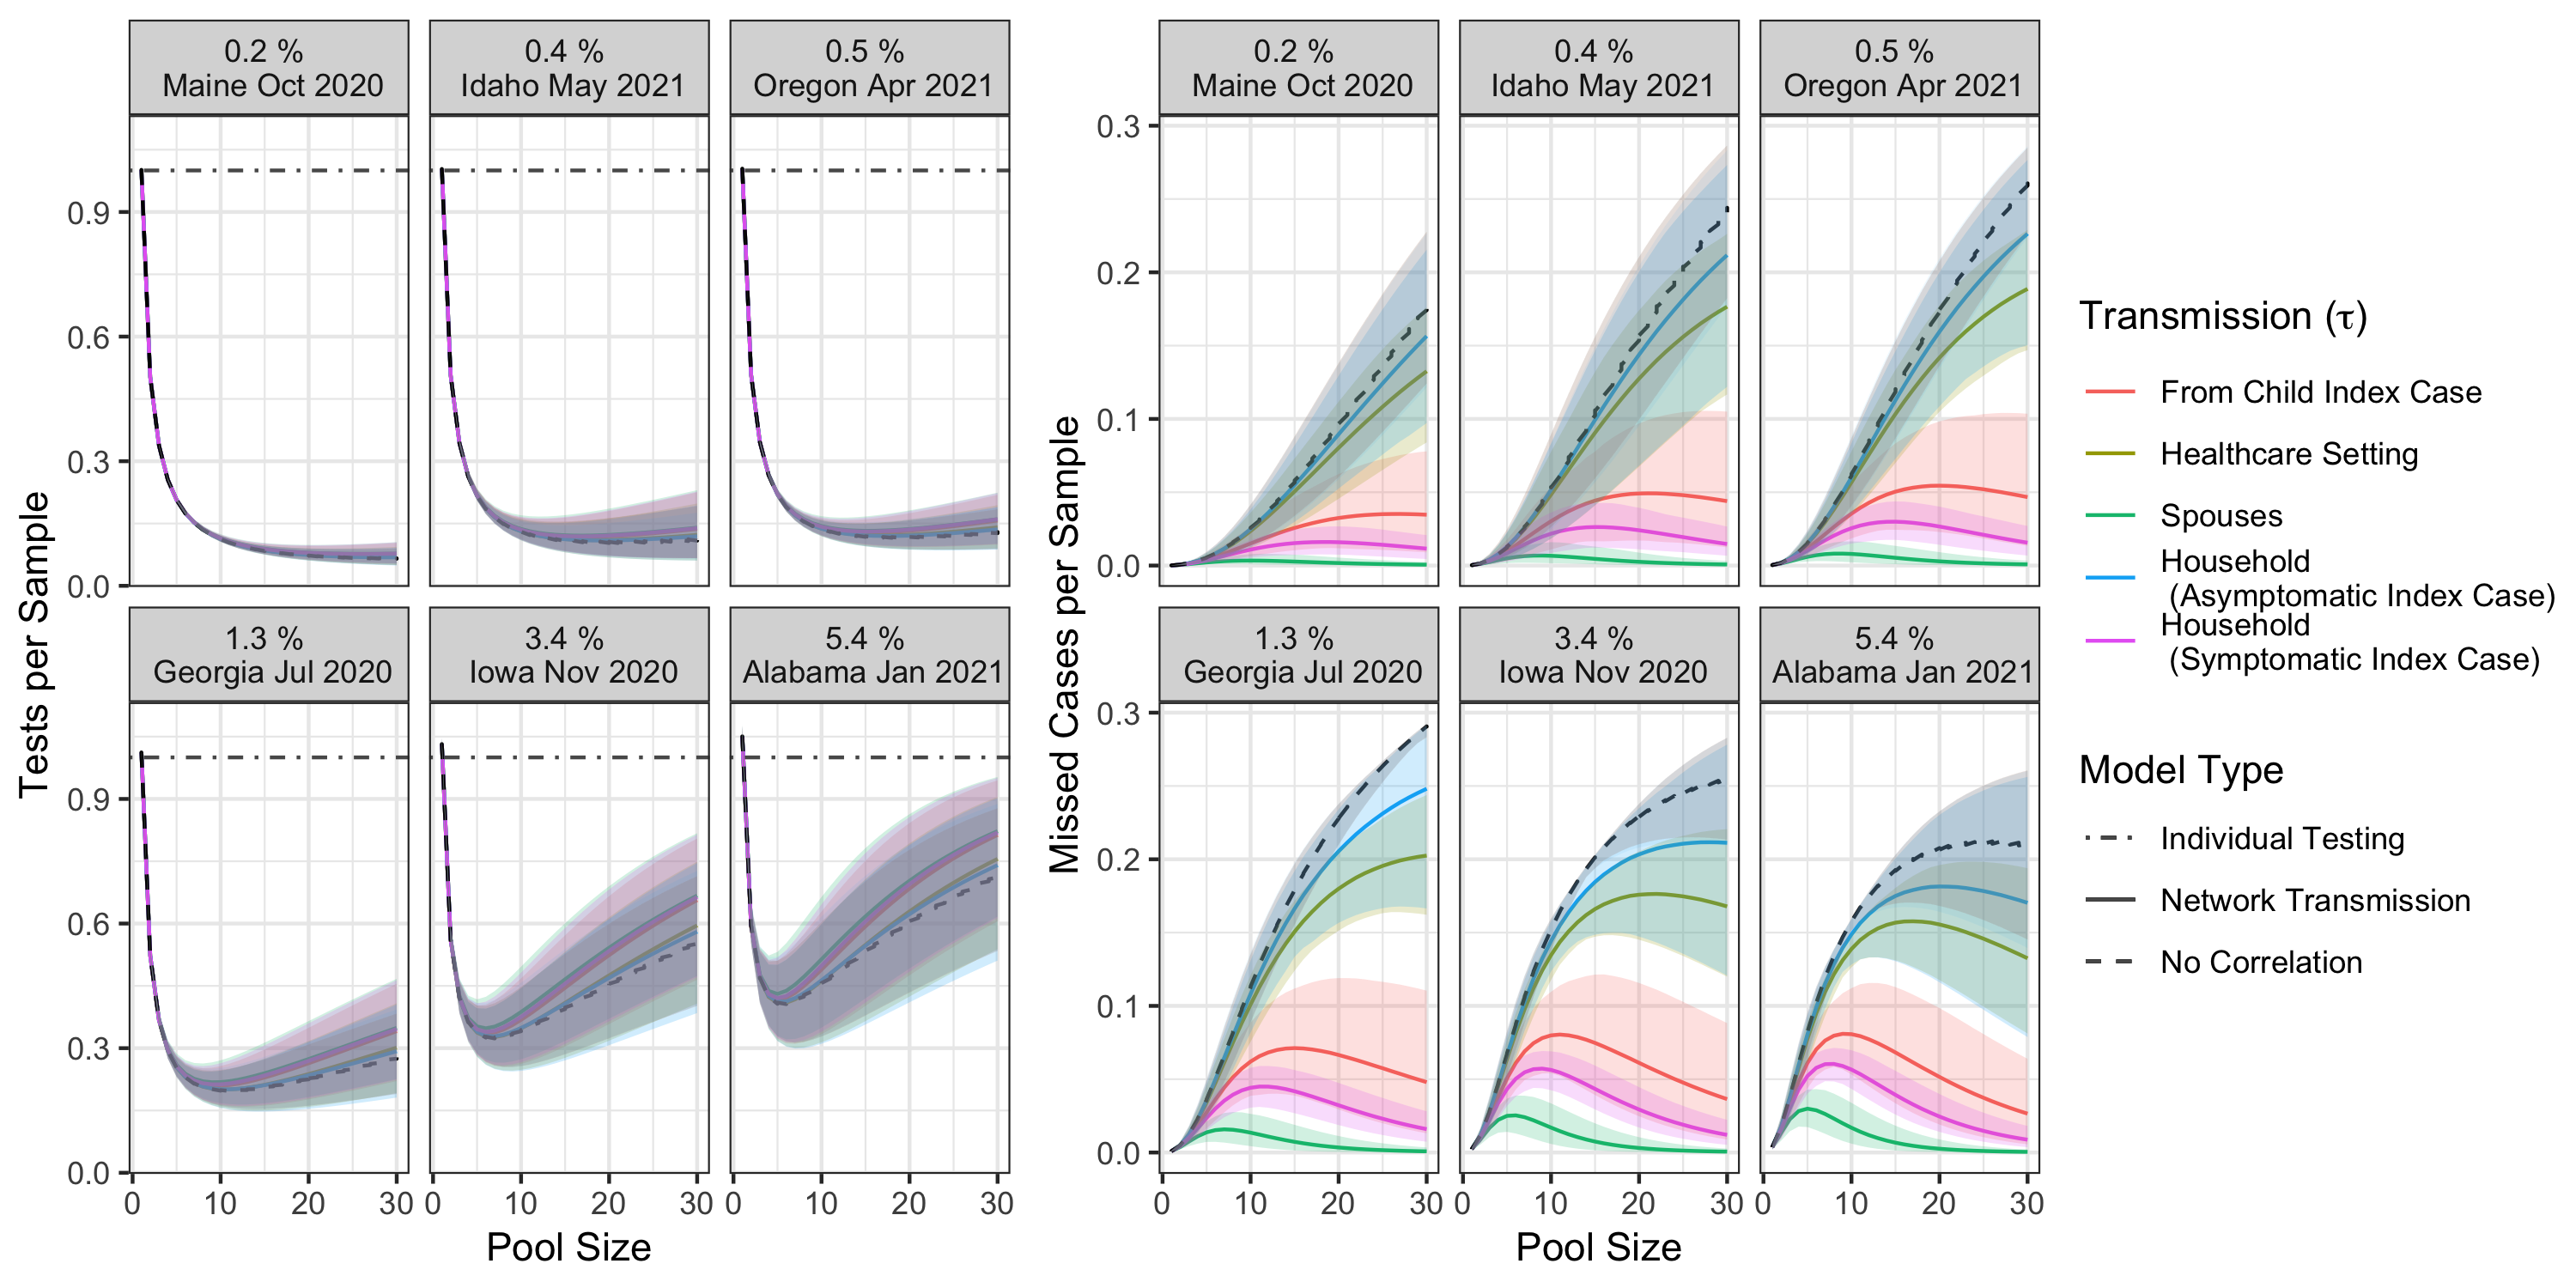 0.2 %
Maine Oct 2020
0.4 %
Idaho May 2021
0.5 %
Oregon Apr 2021
0.9
0.6
0.3
0.0
1.3 %
Georgia Jul 2020
3.4 %
Iowa Nov 2020
5.4 %
Alabama Jan 2021
0.9
0.6
0.3
0.0
0 10 20 30
0 10 20 30
0 10 20 30
Tests per Sample
Pool Size
0.2 %
Maine Oct 2020
0.4 %
Idaho May 2021
0.5 %
Oregon Apr 2021
0.3
0.2
0.1
0.0
1.3 %
Georgia Jul 2020
3.4 %
Iowa Nov 2020
5.4 %
Alabama Jan 2021
0.3
0.2
0.1
0.0
0 10 20 30
0 10 20 30
0 10 20 30
Missed Cases per Sample
Pool Size
Transmission (τ)
From Child Index Case
Healthcare Setting
Spouses
Household
(Asymptomatic Index Case)
Household
(Symptomatic Index Case)
Model Type
Individual Testing
Network Transmission
No Correlation